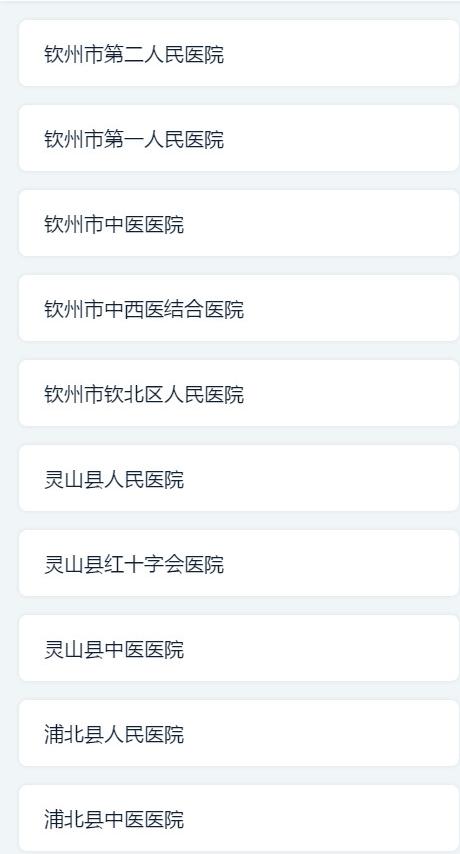 钦州市第二人民医院
钦州市第一人民医院
钦州市中医医院
钦州市中西医结合医院
钦州市钦北区人民医院
灵山县人民医院
灵山县红十字会医院
灵山县中医医院
浦北县人民医院
浦北县中医医院